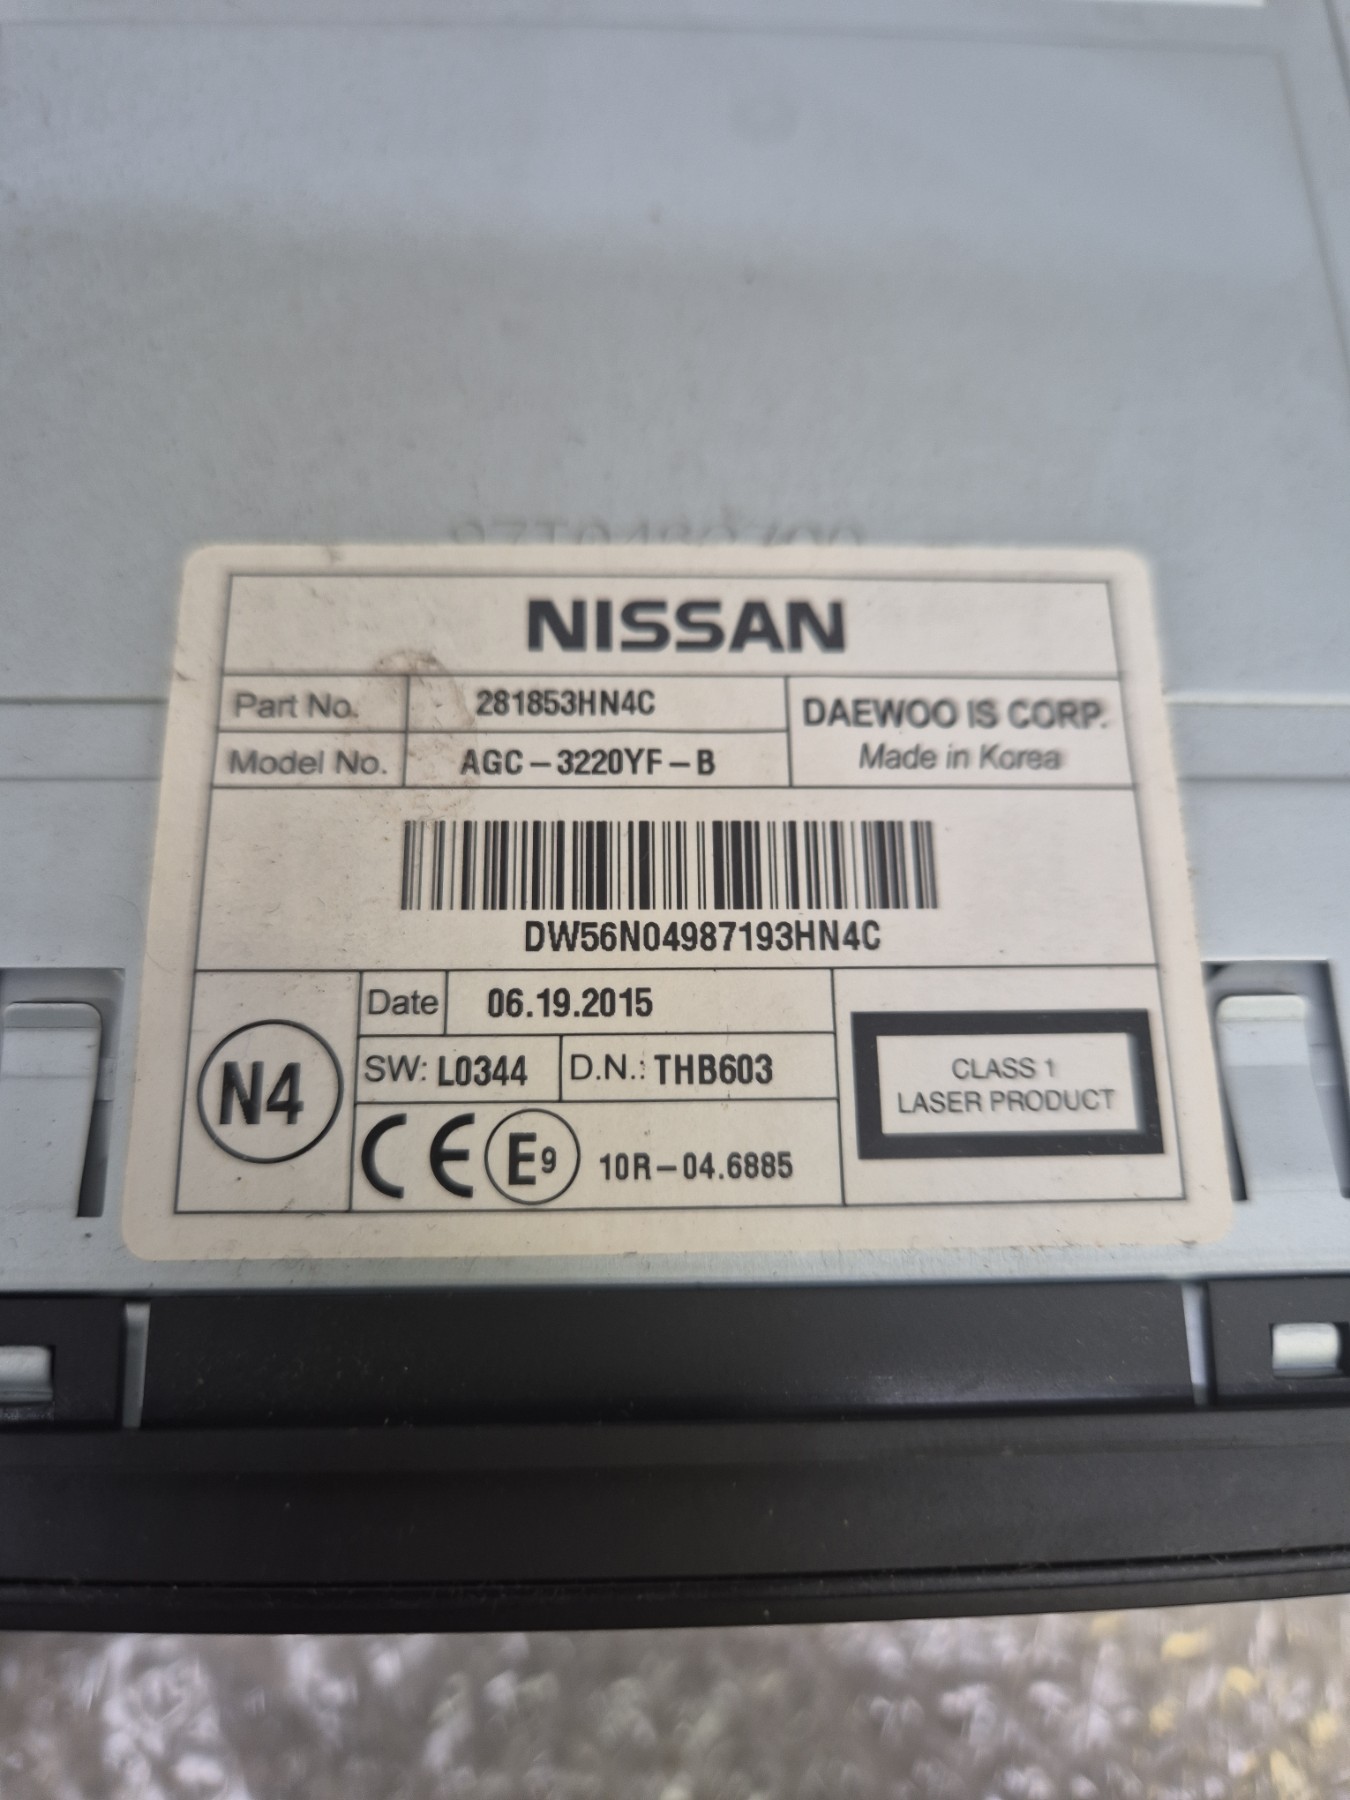 NISSAN
Part No. 281853HN4C DAEWOO IS CORP.
Model No. AGC-3220YF-B Made in Korea
DW56N04987193HN4C
Date 06.19.2015
SW: L0344 D.N.: THB603
N4
CE E9 10R-04.6885
CLASS 1
LASER PRODUCT